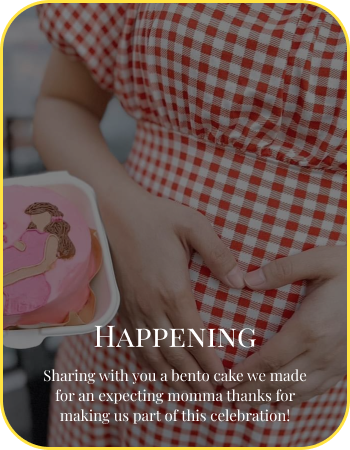 Happening
Sharing with you a bento cake we made
for an expecting momma thanks for
making us part of this celebration!